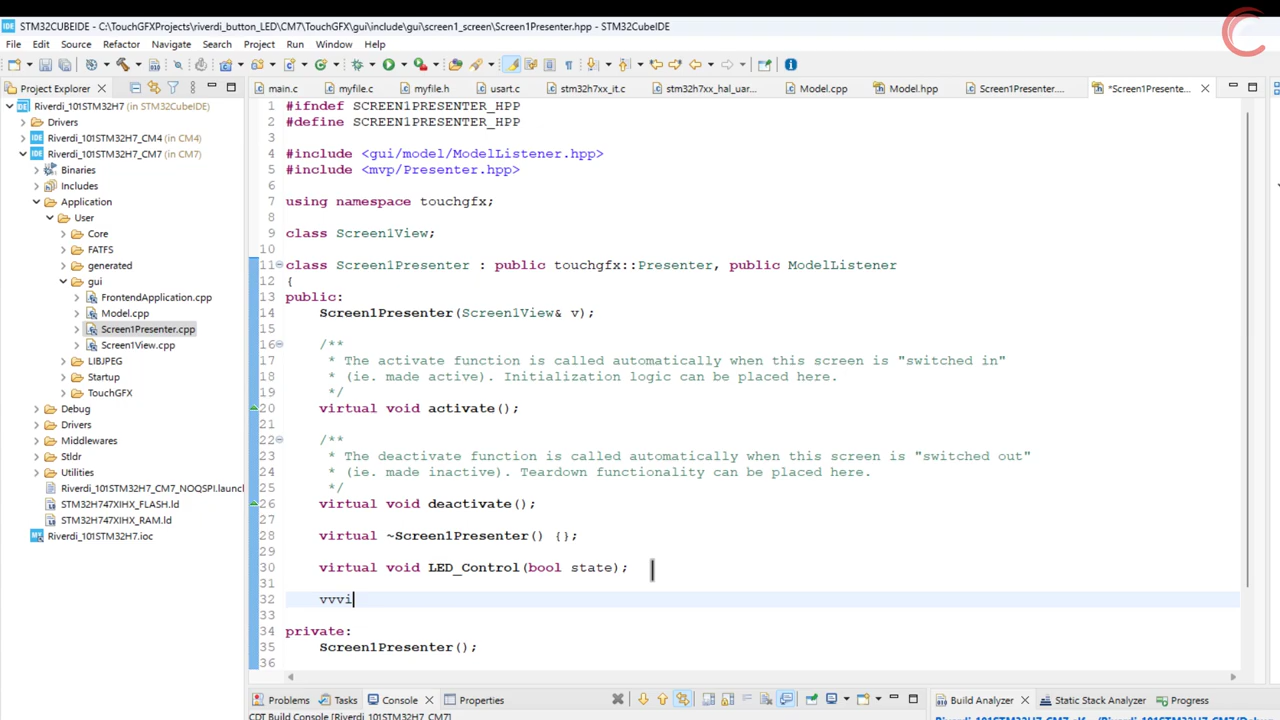 STM32CUBEIDE - C:\TouchGFXProjects\riverdi_button_LED\CM7\TouchGFX\gui\include\gui\screen1_screen\Screen1Presenter.hpp - STM32CubeIDE
File Edit Source Refactor Navigate Search Project Run Window Help
Project Explorer
main.c myfile.c myfile.h usart.c stm32h7xx_it.c stm32h7xx_hal_uar... Model.cpp Model.hpp Screen1Presenter.... *Screen1Presente...
Riverdi_101STM32H7 (in STM32CubeIDE)
Drivers
Riverdi_101STM32H7_CM4 (in CM4)
Riverdi_101STM32H7_CM7 (in CM7)
Binaries
Includes
Application
User
Core
FATFS
generated
gui
FrontendApplication.cpp
Model.cpp
Screen1Presenter.cpp
Screen1View.cpp
LIBJPEG
Startup
TouchGFX
Debug
Drivers
Middlewares
Stldr
Utilities
Riverdi_101STM32H7_CM7_NOQSPI.launch
STM32H747XIHX_FLASH.ld
STM32H747XIHX_RAM.ld
Riverdi_101STM32H7.ioc
1 #ifndef SCREEN1PRESENTER_HPP
2 #define SCREEN1PRESENTER_HPP
3
4 #include <gui/model/ModelListener.hpp>
5 #include <mvp/Presenter.hpp>
6
7 using namespace touchgfx;
8
9 class Screen1View;
10
11 class Screen1Presenter : public touchgfx::Presenter, public ModelListener
12 {
13 public:
14 Screen1Presenter(Screen1View& v);
15
16 /**
17 * The activate function is called automatically when this screen is "switched in"
18 * (ie. made active). Initialization logic can be placed here.
19 */
20 virtual void activate();
21
22 /**
23 * The deactivate function is called automatically when this screen is "switched out"
24 * (ie. made inactive). Teardown functionality can be placed here.
25 */
26 virtual void deactivate();
27
28 virtual ~Screen1Presenter() {};
29
30 virtual void LED_Control(bool state);
31
32 vvvi
33
34 private:
35 Screen1Presenter();
36
Problems Tasks Console Properties
Build Analyzer Static Stack Analyzer Progress
CDT Build Console [Riverdi_101STM32H7_CM7]